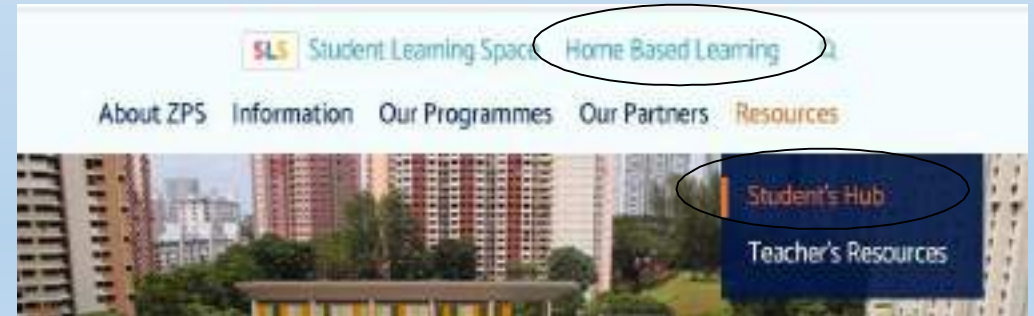 SLS Student Learning Space Home Based Learning
About ZPS Information Our Programmes Our Partners Resources
Student's Hub
Teacher's Resources